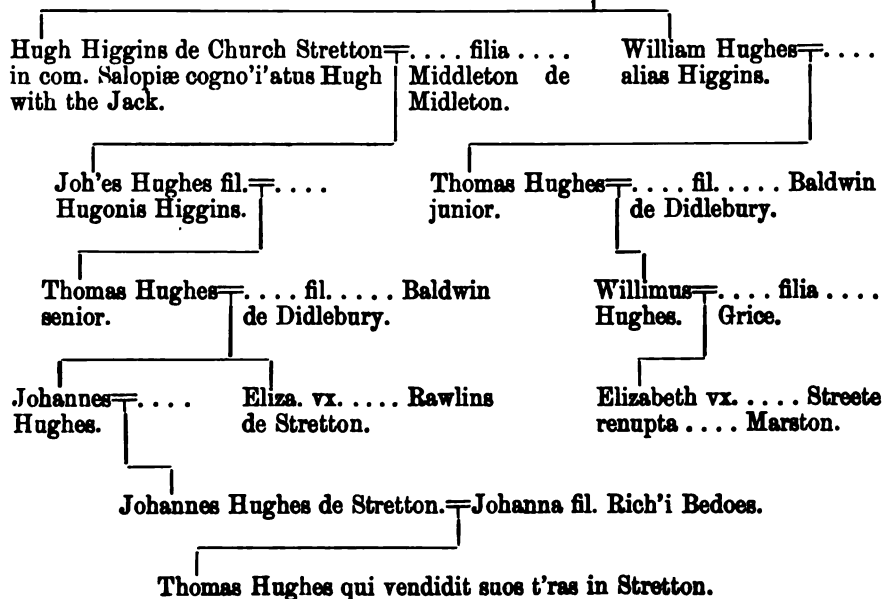 Hugh Higgins de Church Stretton=. . . . filia . . . .
in com. Salopiæ cogno'i'atus Hugh Middleton de
with the Jack. Midleton.
William Hughes=. . . .
alias Higgins.
Joh'es Hughes fil.=. . . .
Hugonis Higgins.
Thomas Hughes=. . . . fil. . . . . Baldwin
junior. de Didlebury.
Thomas Hughes=. . . . fil. . . . . Baldwin
senior. de Didlebury.
Willimus=. . . . filia . . . .
Hughes. Grice.
Johannes=. . . .
Hughes.
Eliza. vx. . . . . Rawlins
de Stretton.
Elizabeth vx. . . . . Streete
renupta . . . . Marston.
Johannes Hughes de Stretton.=Johanna fil. Rich'i Bedoes.
Thomas Hughes qui vendidit suos t'ras in Stretton.